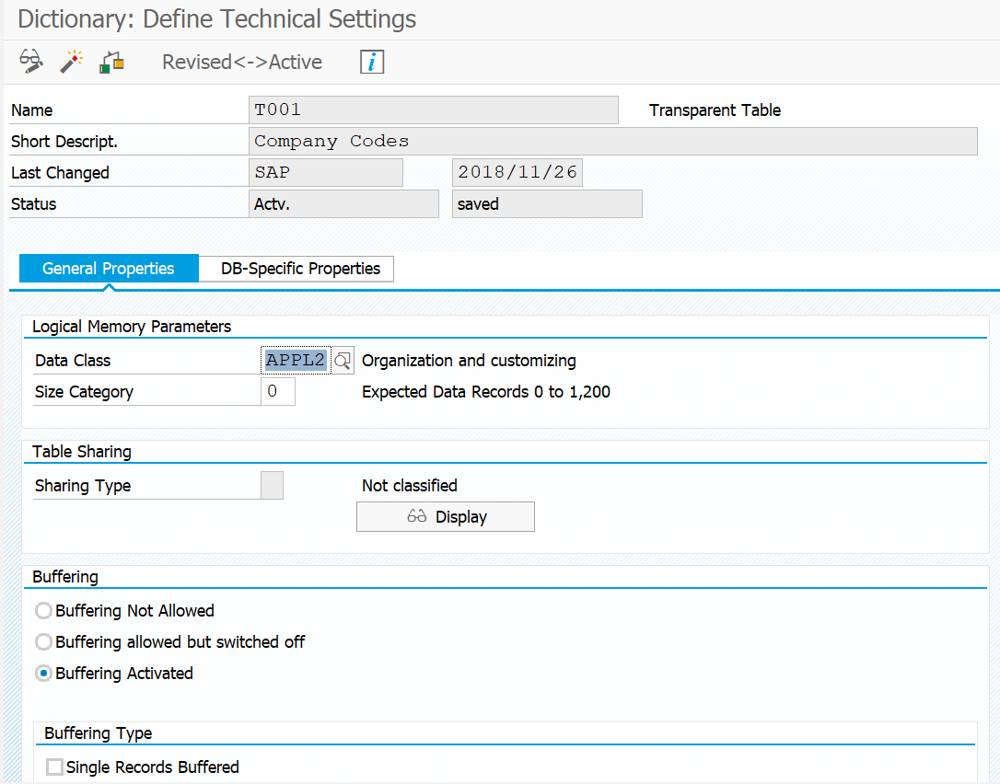 Dictionary: Define Technical Settings
Revised<->Active i
Name T001 Transparent Table
Short Descript. Company Codes
Last Changed SAP 2018/11/26
Status Actv. saved
General Properties DB-Specific Properties
Logical Memory Parameters
Data Class APPL2 Organization and customizing
Size Category 0 Expected Data Records 0 to 1,200
Table Sharing
Sharing Type Not classified
Display
Buffering
Buffering Not Allowed
Buffering allowed but switched off
Buffering Activated
Buffering Type
Single Records Buffered